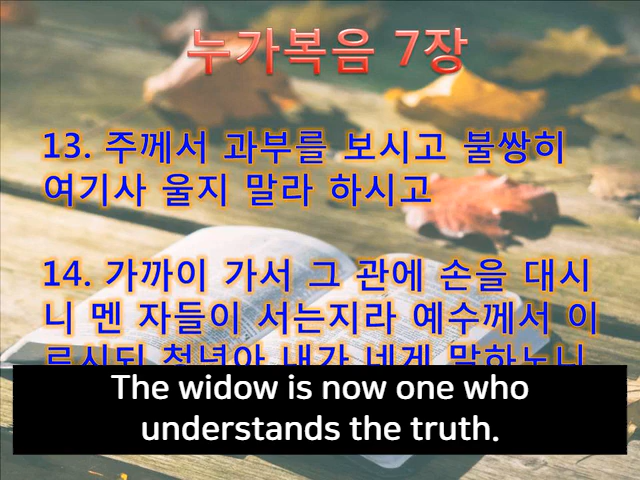 누가복음 7장
13. 주께서 과부를 보시고 불쌍히
여기사 울지 말라 하시고
14. 가까이 가서 그 관에 손을 대시
니 멘 자들이 서는지라 예수께서 이
르시되 청년아 내가 네게 말하노니
The widow is now one who
understands the truth.